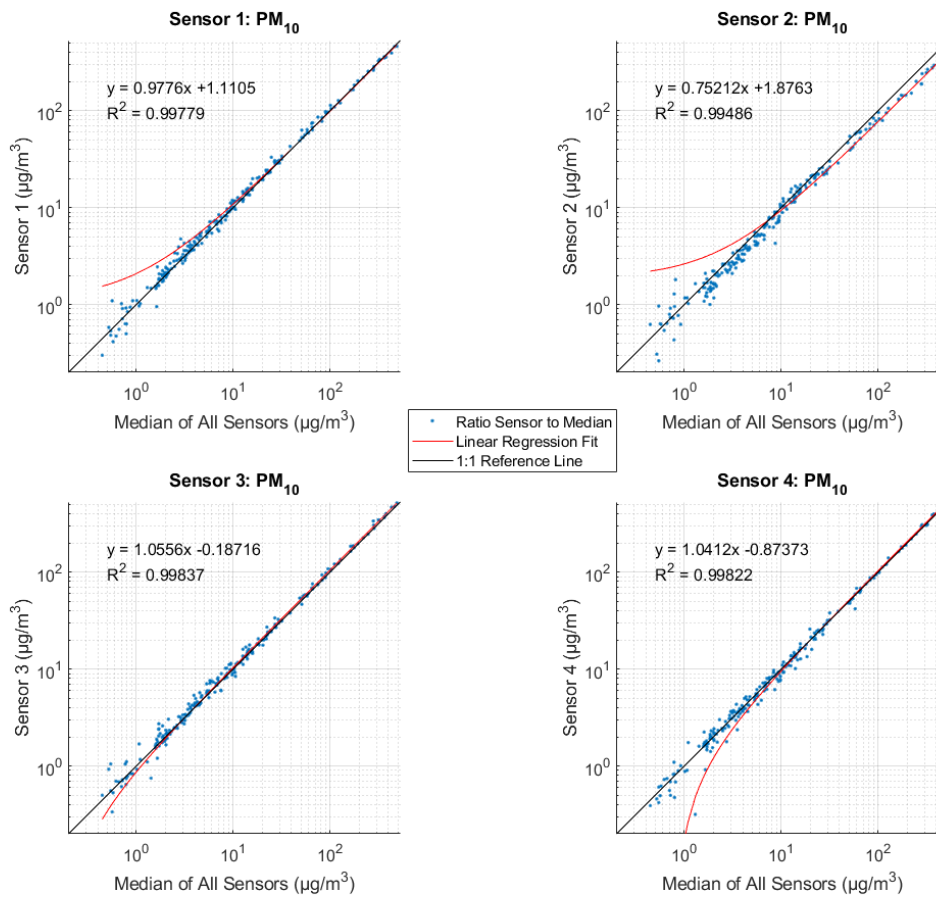 Sensor 1: PM10
y = 0.9776x +1.1105
R2 = 0.99779
Sensor 1 (µg/m3)
10^2
10^1
10^0
10^0 10^1 10^2
Median of All Sensors (µg/m3)
Sensor 2: PM10
y = 0.75212x +1.8763
R2 = 0.99486
Sensor 2 (µg/m3)
10^2
10^1
10^0
10^0 10^1 10^2
Median of All Sensors (µg/m3)
Ratio Sensor to Median
Linear Regression Fit
1:1 Reference Line
Sensor 3: PM10
y = 1.0556x -0.18716
R2 = 0.99837
Sensor 3 (µg/m3)
10^2
10^1
10^0
10^0 10^1 10^2
Median of All Sensors (µg/m3)
Sensor 4: PM10
y = 1.0412x -0.87373
R2 = 0.99822
Sensor 4 (µg/m3)
10^2
10^1
10^0
10^0 10^1 10^2
Median of All Sensors (µg/m3)